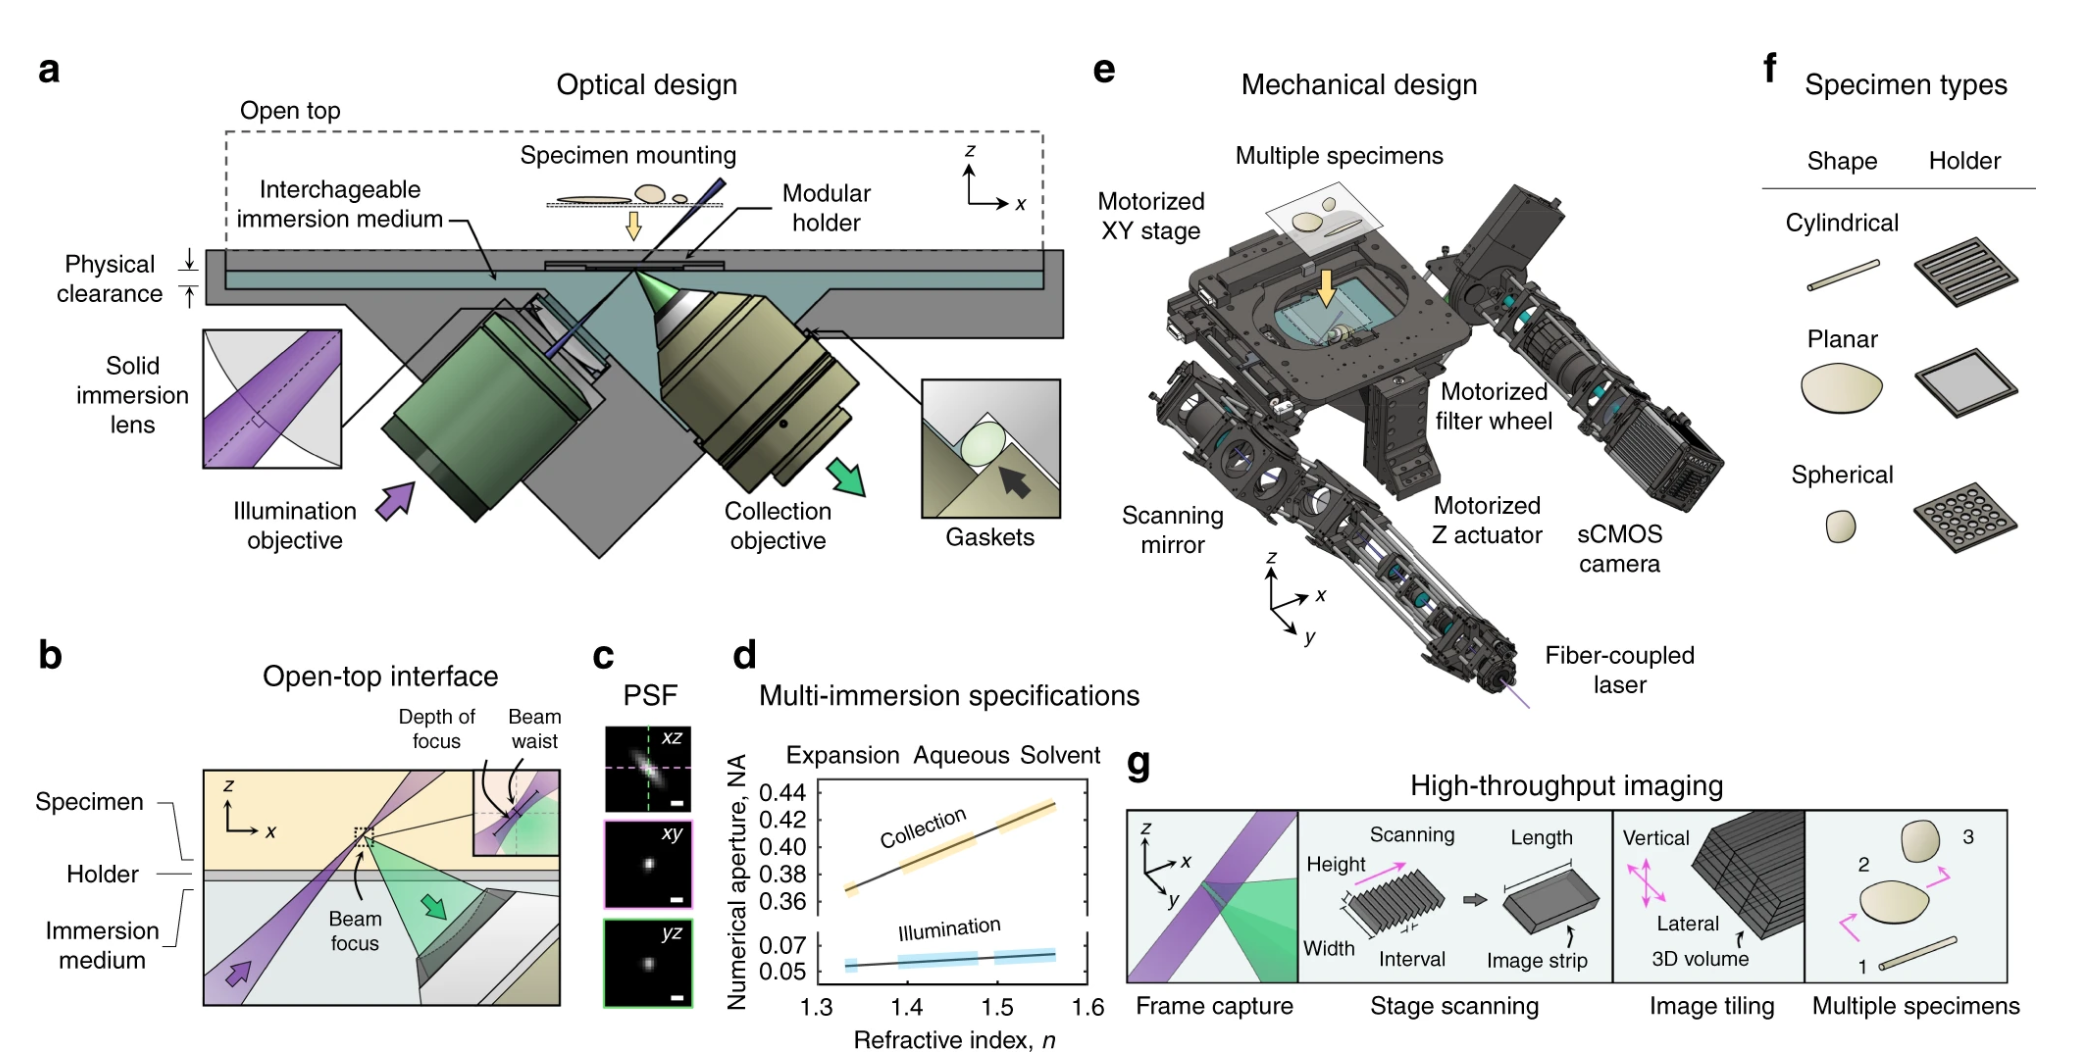 a
Optical design
Open top
Specimen mounting
z
x
Interchageable
immersion medium
Modular
holder
Physical
clearance
Solid
immersion
lens
Illumination
objective
Collection
objective
Gaskets
b
Open-top interface
Depth of
focus
Beam
waist
z
x
Specimen
Holder
Immersion
medium
Beam
focus
c
PSF
xz
xy
yz
d
Multi-immersion specifications
Expansion Aqueous Solvent
Numerical aperture, NA
0.44
0.42
0.40
0.38
0.36
0.07
0.05
Collection
Illumination
1.3 1.4 1.5 1.6
Refractive index, n
e
Mechanical design
Multiple specimens
Motorized
XY stage
Motorized
filter wheel
Scanning
mirror
Motorized
Z actuator
sCMOS
camera
z
x
y
Fiber-coupled
laser
f
Specimen types
Shape Holder
Cylindrical
Planar
Spherical
g
High-throughput imaging
z
x
y
Frame capture
Scanning
Height
Width
Interval
Length
Image strip
Stage scanning
Vertical
Lateral
3D volume
Image tiling
3
2
1
Multiple specimens